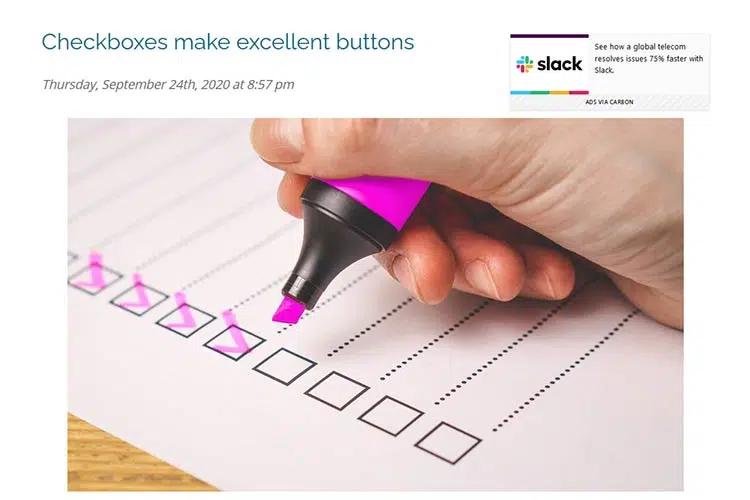 Checkboxes make excellent buttons
Thursday, September 24th, 2020 at 8:57 pm
slack
See how a global telecom
resolves issues 75% faster with
Slack.
ADS VIA CARBON